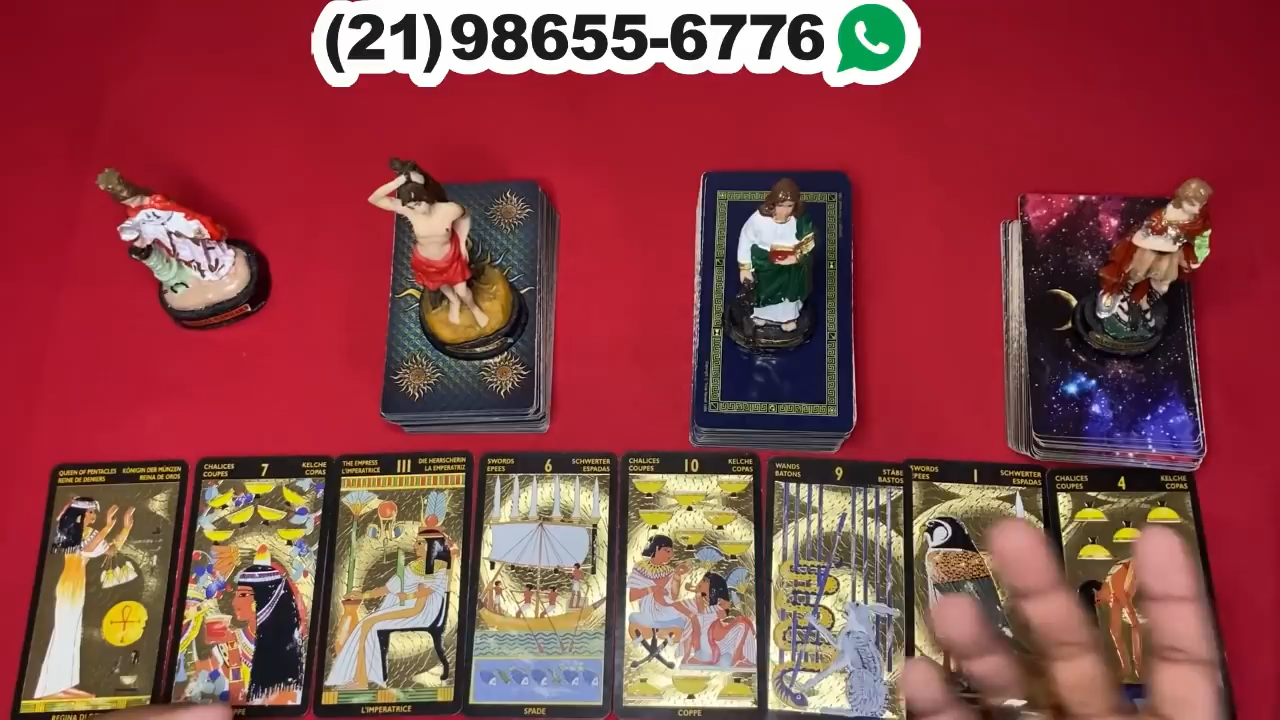 (21)98655-6776
QUEEN OF PENTACLES KÖNIGIN DER MÜNZEN
REINE DE DENIERS REINA DE OROS
CHALICES 7 KELCHE
COUPES COPAS
THE EMPRESS III DIE HERRSCHERIN
L'IMPERATRICE LA EMPERATRIZ
L'IMPERATRICE
SWORDS 6 SCHWERTER
EPEES ESPADAS
SPADE
CHALICES 10 KELCHE
COUPES COPAS
COPPE
WANDS 9 STÄBE
BATONS BASTOS
SWORDS 1 SCHWERTER
EPEES ESPADAS
CHALICES 4 KELCHE
COUPES COPAS